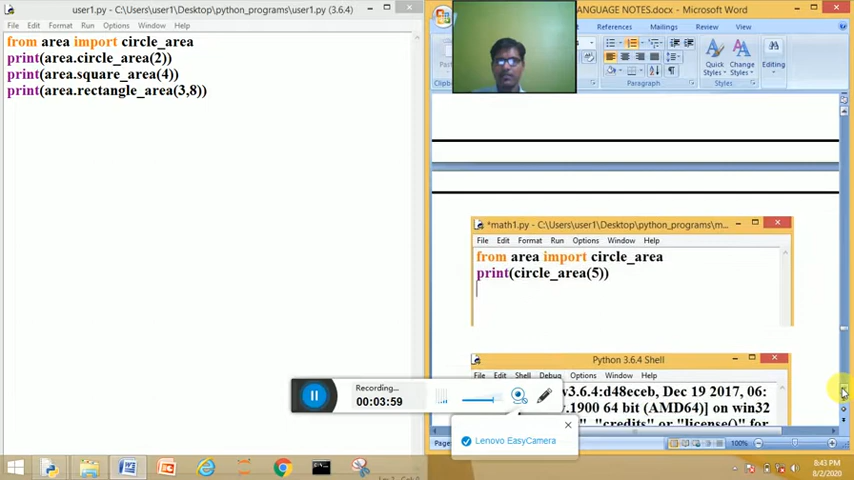 user1.py - C:\Users\user1\Desktop\python_programs\user1.py (3.6.4)
File Edit Format Run Options Window Help
from area import circle_area
print(area.circle_area(2))
print(area.square_area(4))
print(area.rectangle_area(3,8))
ANGUAGE NOTES.docx - Microsoft Word
References Mailings Review View
Paste
Clipboard
Quick Styles
Change Styles
Editing
Styles
*math1.py - C:\Users\user1\Desktop\python_programs\m...
File Edit Format Run Options Window Help
from area import circle_area
print(circle_area(5))
Python 3.6.4 Shell
File Edit Shell Debug Options Window Help
v3.6.4:d48eceb, Dec 19 2017, 06:
v.1900 64 bit (AMD64)] on win32
", "credits" or "license()" for
Recording...
00:03:59
Lenovo EasyCamera
Page
100%
8:43 PM
8/2/2020